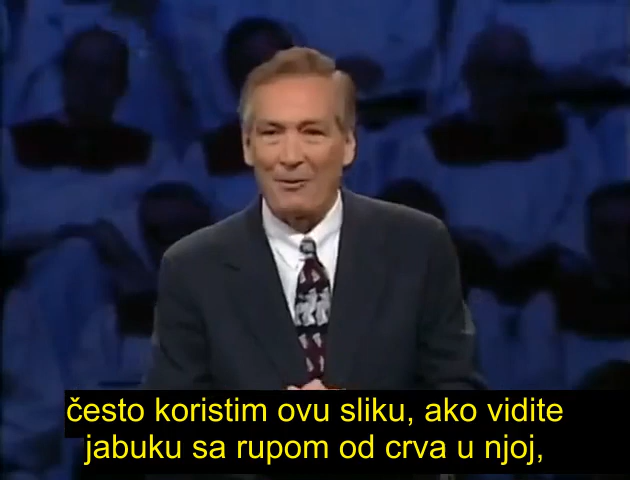 često koristim ovu sliku, ako vidite
jabuku sa rupom od crva u njoj,